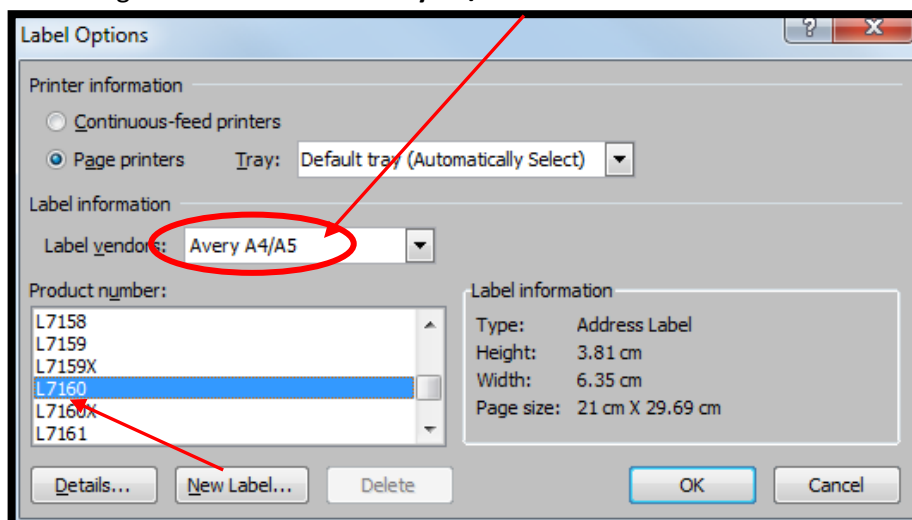 Label Options
Printer information
Continuous-feed printers
Page printers Tray: Default tray (Automatically Select)
Label information
Label vendors: Avery A4/A5
Product number:
L7158
L7159
L7159X
L7160
L7160X
L7161
Label information
Type: Address Label
Height: 3.81 cm
Width: 6.35 cm
Page size: 21 cm X 29.69 cm
Details... New Label... Delete OK Cancel